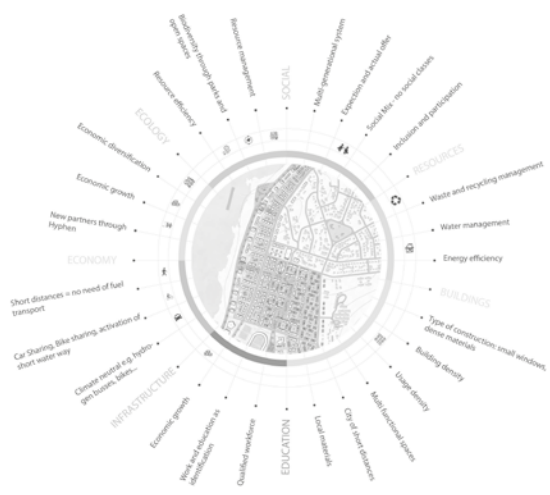 SOCIAL
Multi-generational system
Expection and actual offer
Social Mix - no social classes
Inclusion and participation
RESOURCES
Waste and recycling management
Water management
Energy efficiency
BUILDINGS
Type of construction: small windows,
dense materials
Building density
Usage density
Multi functional spaces
City of short distances
Local materials
EDUCATION
Qualified workforce
Work and education as
identification
Economic growth
INFRASTRUCTURE
Climate neutral e.g. hydro-
gen busses, bikes...
Car Sharing, Bike sharing, activation of
short water way
Short distances = no need of fuel
transport
ECONOMY
New partners through
Hyphen
Economic growth
Economic diversification
ECOLOGY
Resource efficiency
Biodiversity through parks and
open spaces
Resource management